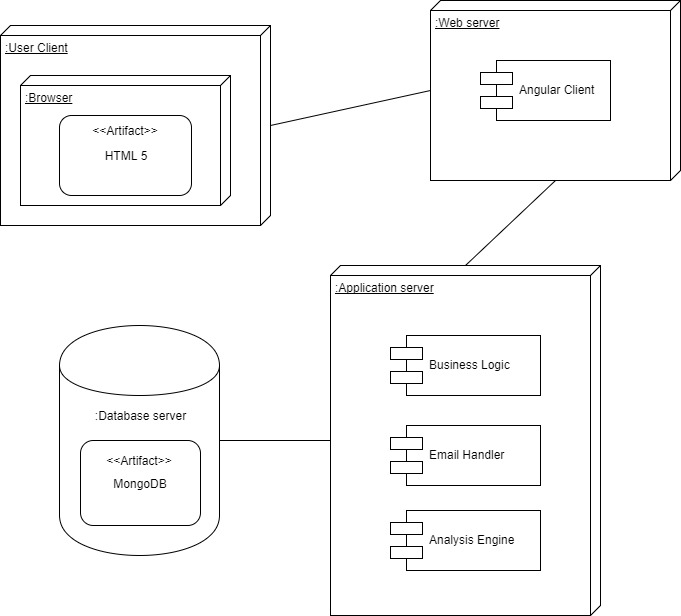 :User Client
:Browser
<<Artifact>>
HTML 5
:Web server
Angular Client
:Application server
Business Logic
Email Handler
Analysis Engine
:Database server
<<Artifact>>
MongoDB